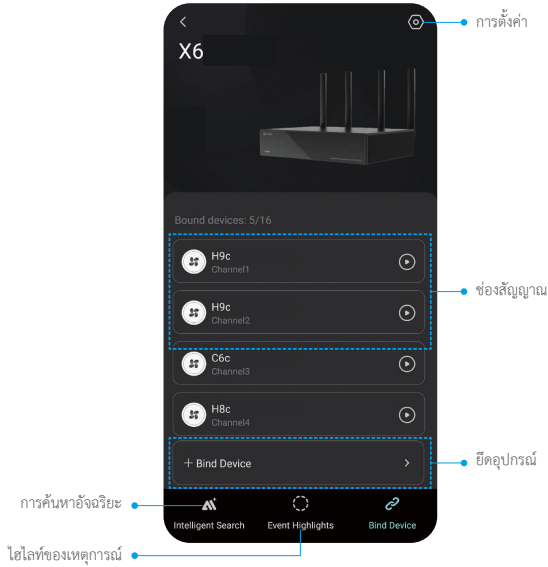 การตั้งค่า
X6
Bound devices: 5/16
H9c
Channel1
ช่องสัญญาณ
H9c
Channel2
C6c
Channel3
H8c
Channel4
+ Bind Device
ยึดอุปกรณ์
การค้นหาอัจฉริยะ
Intelligent Search
Event Highlights
Bind Device
ไฮไลท์ของเหตุการณ์